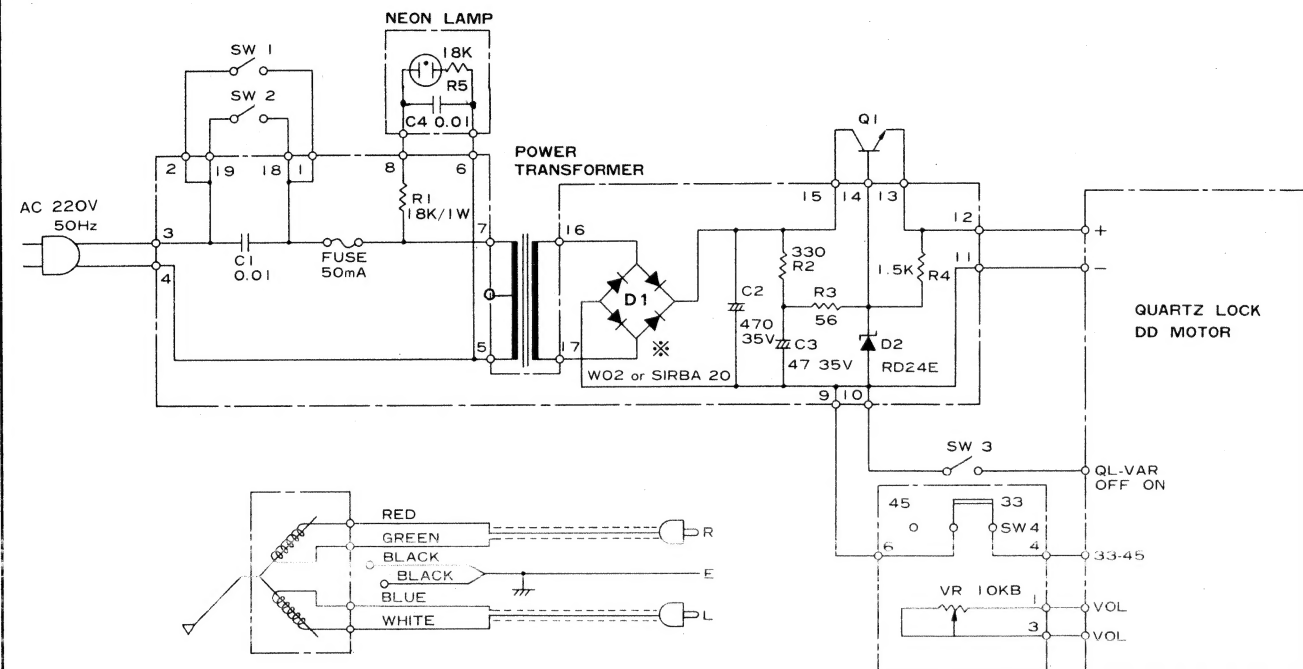 NEON LAMP
SW 1
18K
R5
SW 2
C4 0.01
Q1
POWER
TRANSFORMER
2
19
18
1
8
6
15
14
13
R1
18K/1W
AC 220V
50Hz
3
4
C1
0.01
FUSE
50mA
7
5
16
17
D1
※
W02 or SIRBA 20
330
R2
C2
470
35V
R3
56
C3
47 35V
1.5K
R4
D2
RD24E
12
11
+
−
QUARTZ LOCK
DD MOTOR
9
10
SW 3
QL-VAR
OFF ON
45
33
SW4
6
4
33-45
VR 10KB
1
VOL
3
VOL
RED
GREEN
R
BLACK
BLACK
E
BLUE
WHITE
L